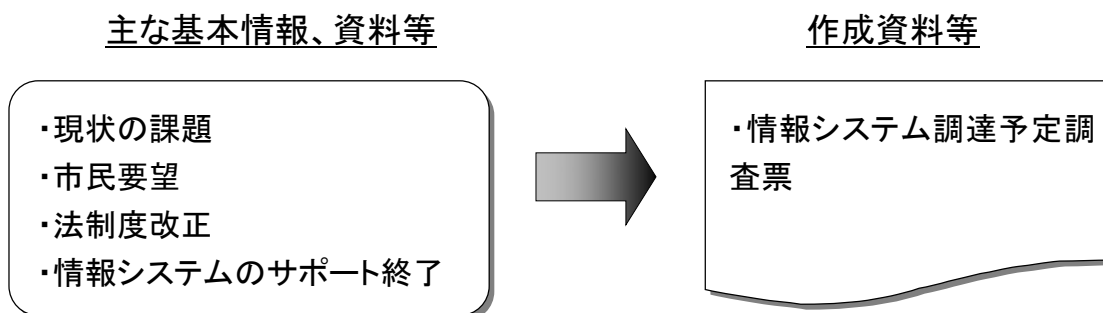 主な基本情報、資料等
・現状の課題
・市民要望
・法制度改正
・情報システムのサポート終了
作成資料等
・情報システム調達予定調
査票